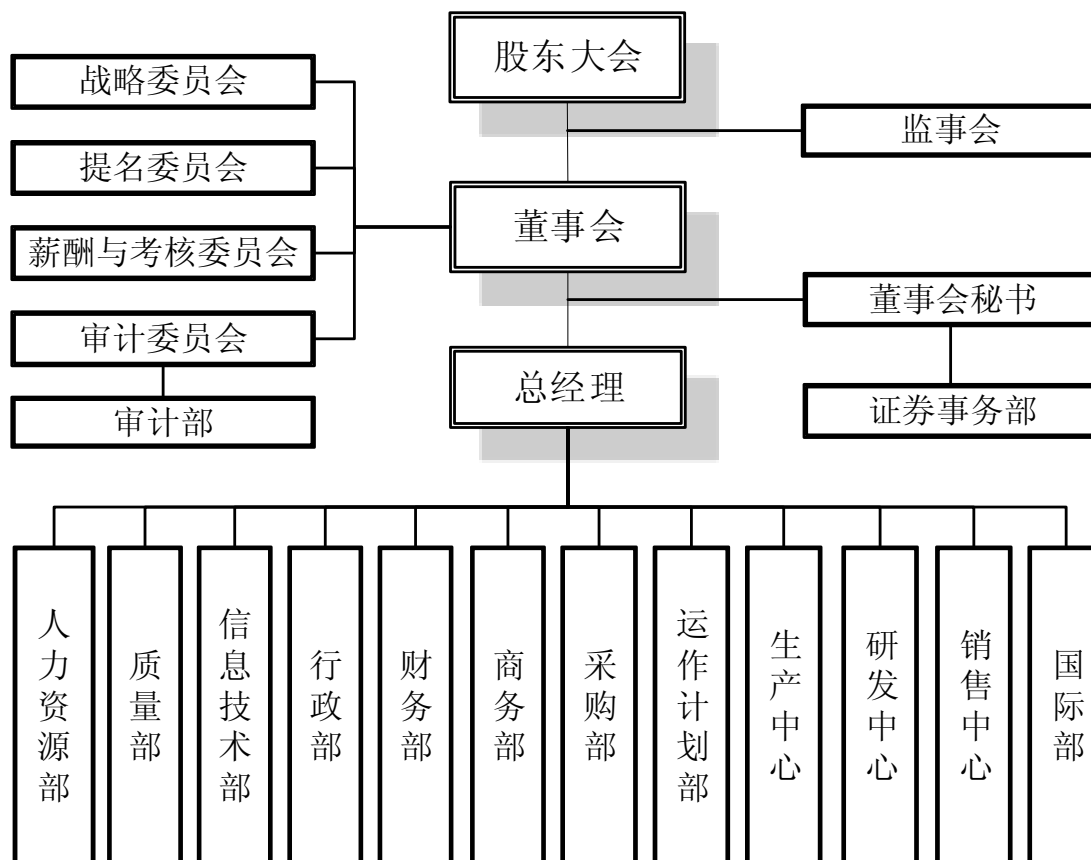 股东大会
战略委员会
监事会
提名委员会
董事会
薪酬与考核委员会
董事会秘书
审计委员会
总经理
审计部
证券事务部
人力资源部
质量部
信息技术部
行政部
财务部
商务部
采购部
运作计划部
生产中心
研发中心
销售中心
国际部